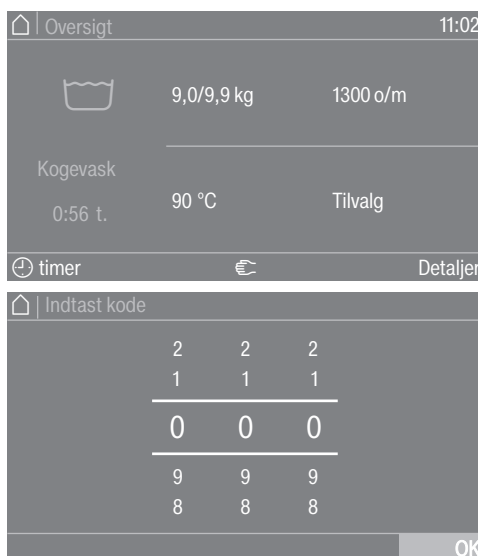 Oversigt 11:02
9,0/9,9 kg 1300 o/m
Kogevask
90 °C Tilvalg
0:56 t.
timer Detaljer
Indtast kode
2 2 2
1 1 1
0 0 0
9 9 9
8 8 8
OK